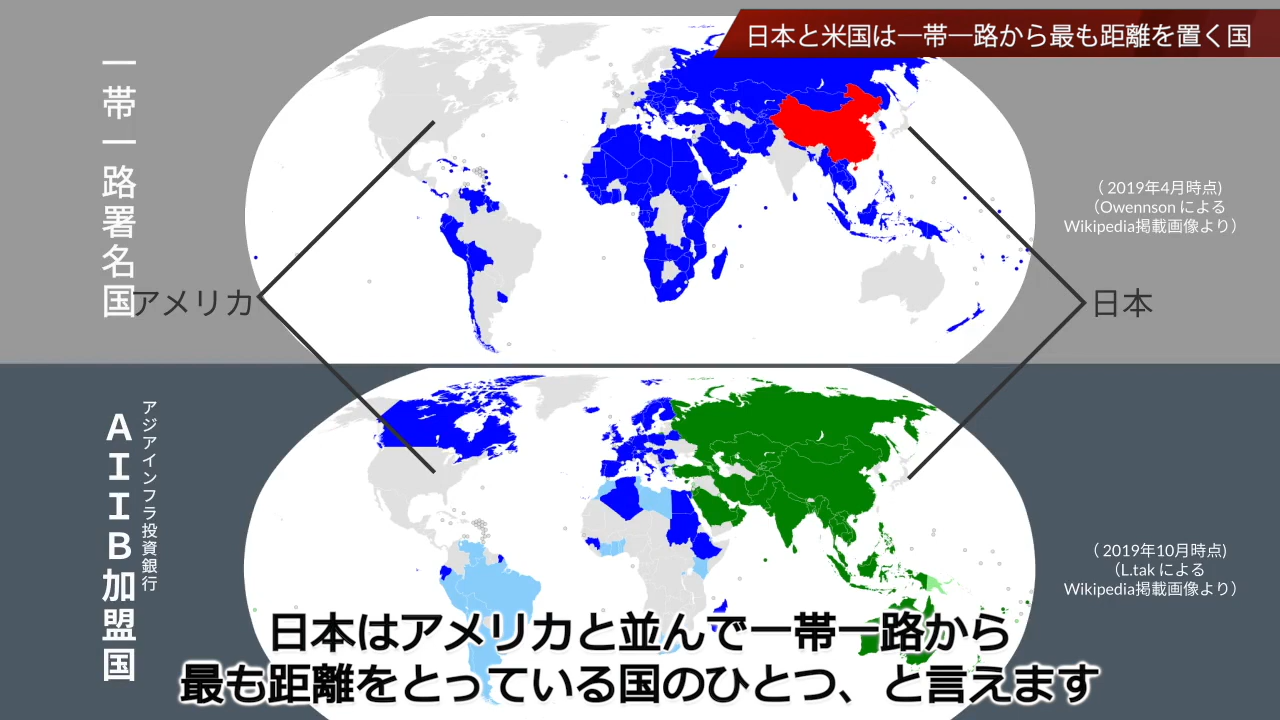 日本と米国は一帯一路から最も距離を置く国
一帯一路署名国
（2019年4月時点）
（Owennson による
Wikipedia掲載画像より）
アメリカ
日本
アジアインフラ投資銀行
ＡＩＩＢ加盟国
（2019年10月時点）
（L.tak による
Wikipedia掲載画像より）
日本はアメリカと並んで一帯一路から
最も距離をとっている国のひとつ、と言えます